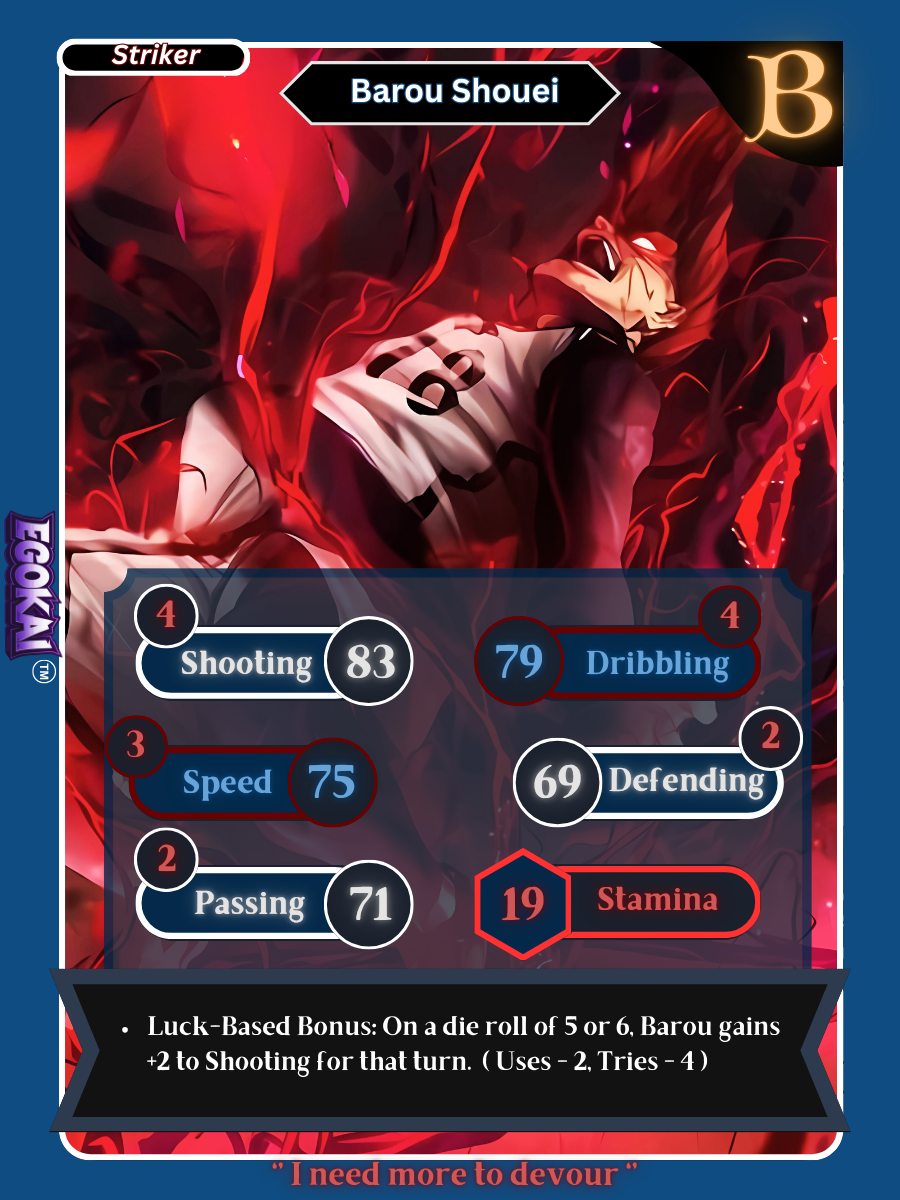 Striker
Barou Shouei
B
EGOKAI
TM
4
Shooting 83
4
79 Dribbling
3
Speed 75
2
69 Defending
2
Passing 71
19 Stamina
• Luck-Based Bonus: On a die roll of 5 or 6, Barou gains
+2 to Shooting for that turn. ( Uses - 2, Tries - 4 )
" I need more to devour "